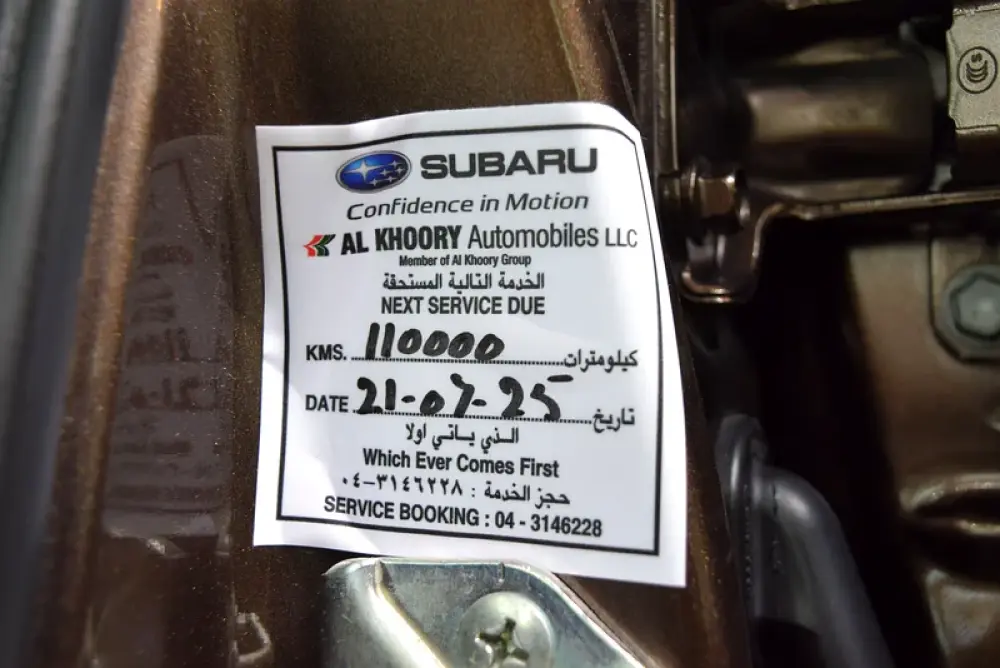 SUBARU
Confidence in Motion
AL KHOORY Automobiles LLC
Member of Al Khoory Group
الخدمة التالية المستحقة
NEXT SERVICE DUE
KMS. 110000 كيلومترات
DATE 21-07-25 تاريخ
الذي ياتي اولا
Which Ever Comes First
حجز الخدمة : ٠٤-٣١٤٦٢٢٨
SERVICE BOOKING : 04 - 3146228